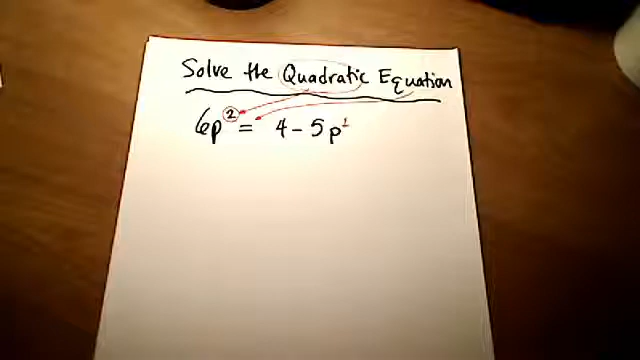 Solve the Quadratic Equation
6p² = 4 - 5p¹